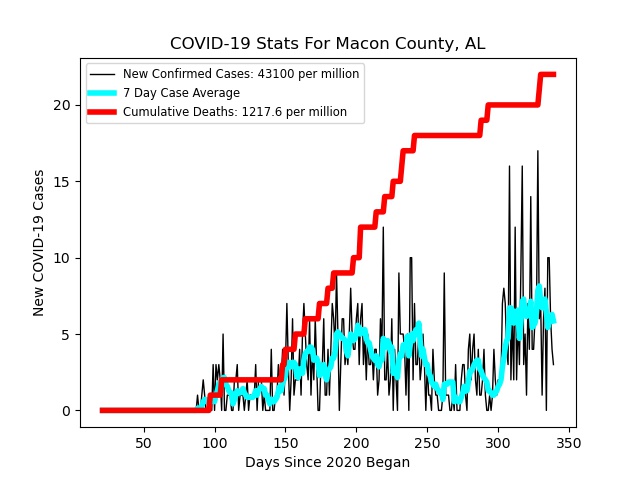 COVID-19 Stats For Macon County, AL
New Confirmed Cases: 43100 per million
7 Day Case Average
Cumulative Deaths: 1217.6 per million
New COVID-19 Cases
20
15
10
5
0
50
100
150
200
250
300
350
Days Since 2020 Began